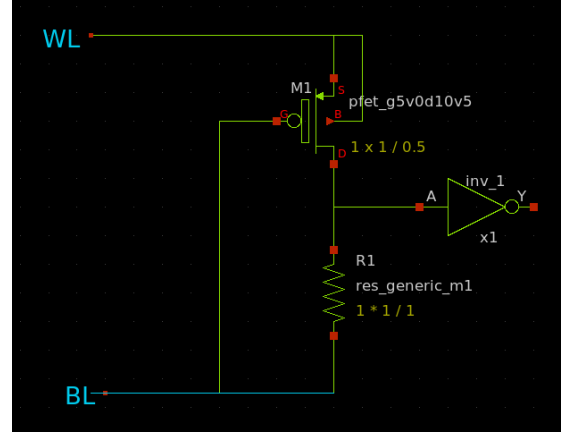 WL
M1
S
pfet_g5v0d10v5
G
B
1 x 1 / 0.5
D
inv_1
A
Y
x1
R1
res_generic_m1
1 * 1 / 1
BL